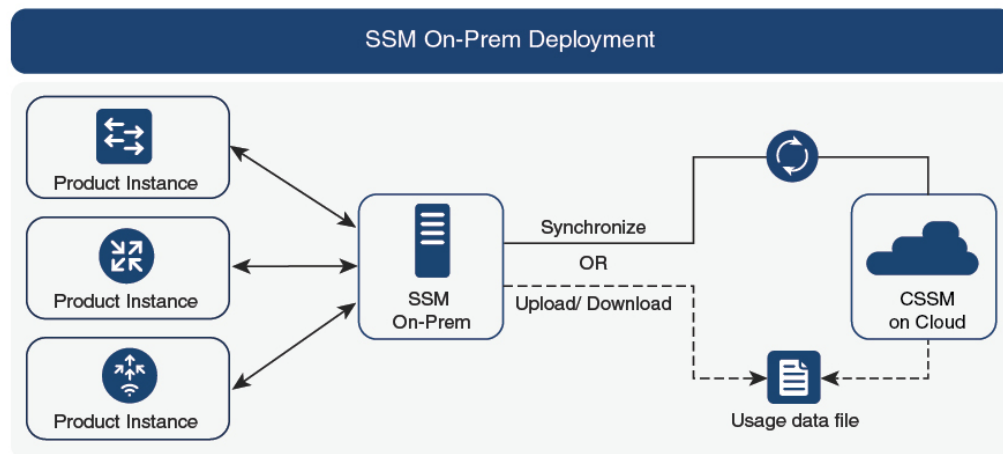 SSM On-Prem Deployment
Product Instance
Product Instance
Product Instance
SSM
On-Prem
Synchronize
OR
Upload/ Download
CSSM
on Cloud
Usage data file